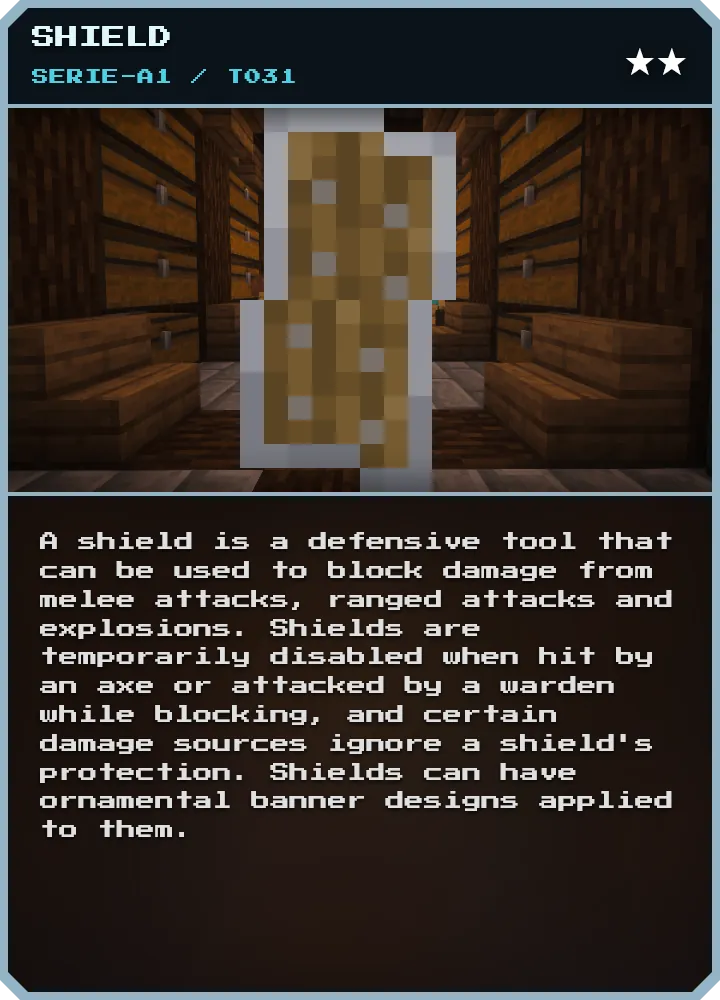 SHIELD
SERIE-A1 / T031
★★
A shield is a defensive tool that
can be used to block damage from
melee attacks, ranged attacks and
explosions. Shields are
temporarily disabled when hit by
an axe or attacked by a warden
while blocking, and certain
damage sources ignore a shield's
protection. Shields can have
ornamental banner designs applied
to them.